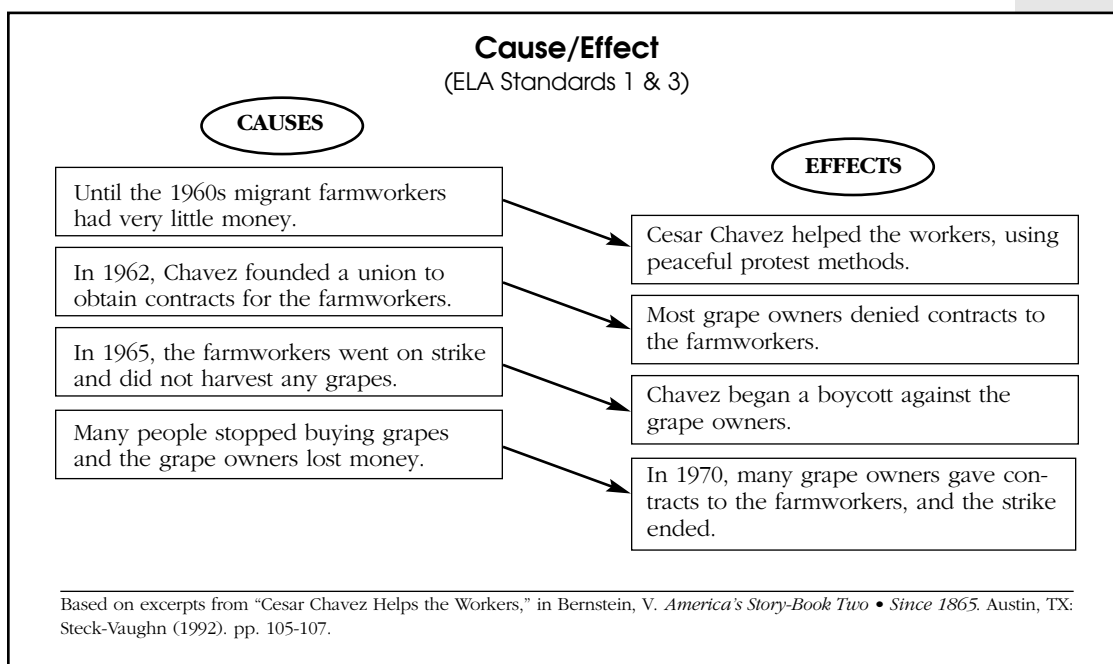 Cause/Effect
(ELA Standards 1 & 3)
CAUSES
Until the 1960s migrant farmworkers
had very little money.
In 1962, Chavez founded a union to
obtain contracts for the farmworkers.
In 1965, the farmworkers went on strike
and did not harvest any grapes.
Many people stopped buying grapes
and the grape owners lost money.
EFFECTS
Cesar Chavez helped the workers, using
peaceful protest methods.
Most grape owners denied contracts to
the farmworkers.
Chavez began a boycott against the
grape owners.
In 1970, many grape owners gave con-
tracts to the farmworkers, and the strike
ended.
Based on excerpts from “Cesar Chavez Helps the Workers,” in Bernstein, V. America’s Story-Book Two • Since 1865. Austin, TX:
Steck-Vaughn (1992). pp. 105-107.